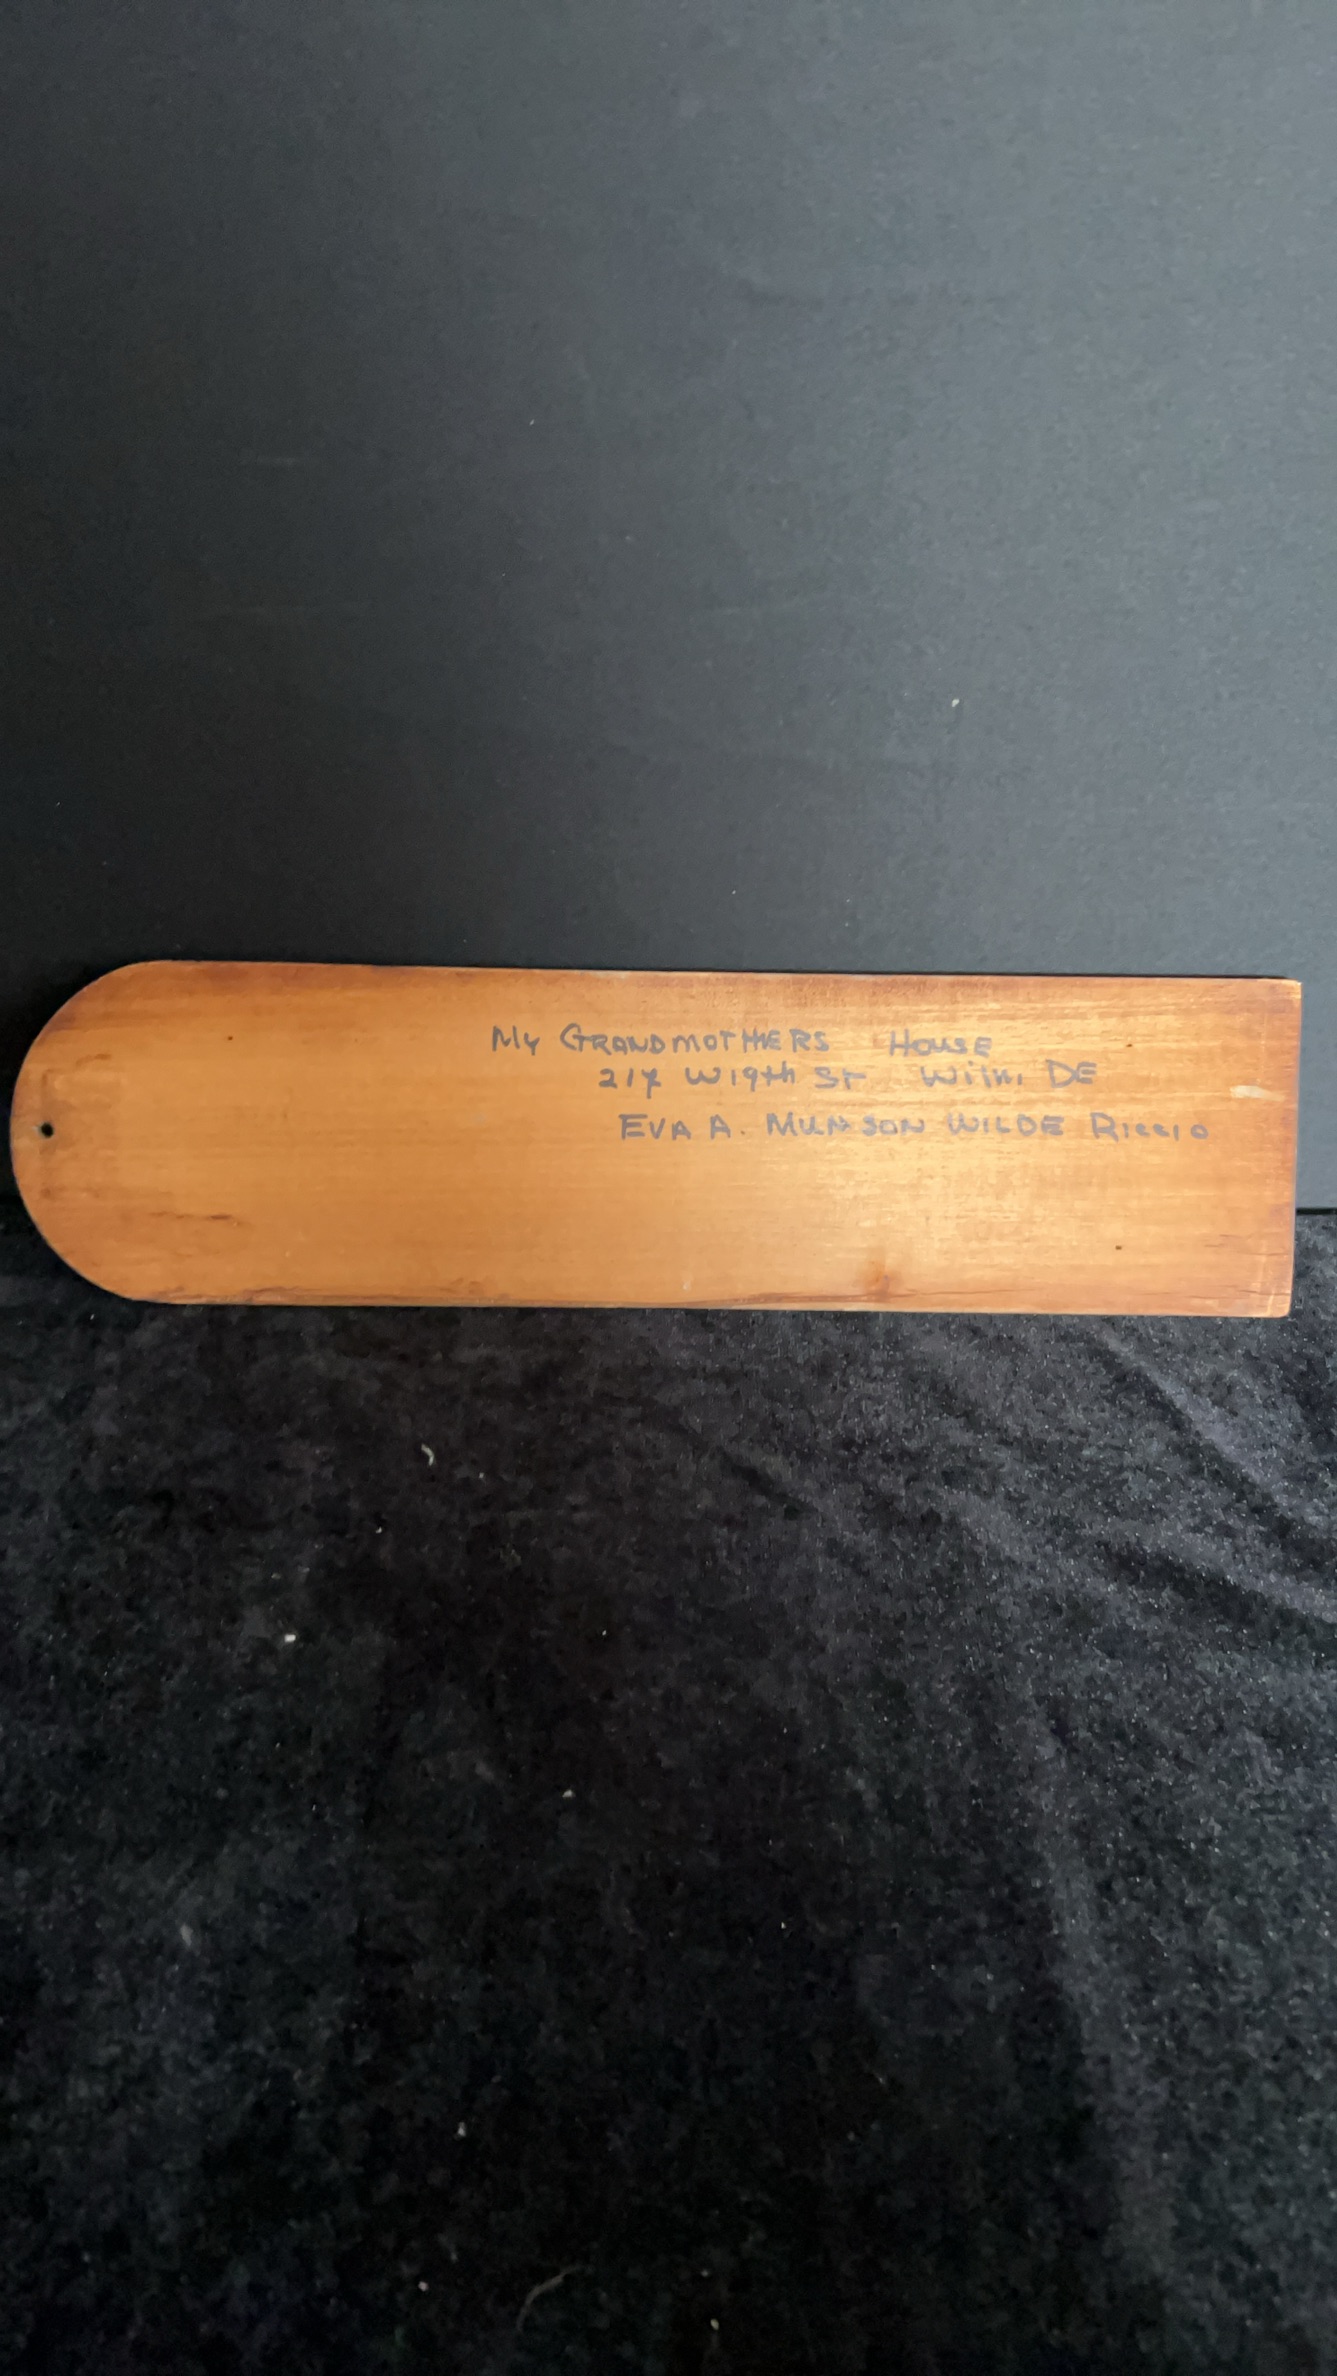 My GRANDMOTHERS HOUSE
217 W19th St Wilm. DE
EVA A. MUNSON WILDE Riccio